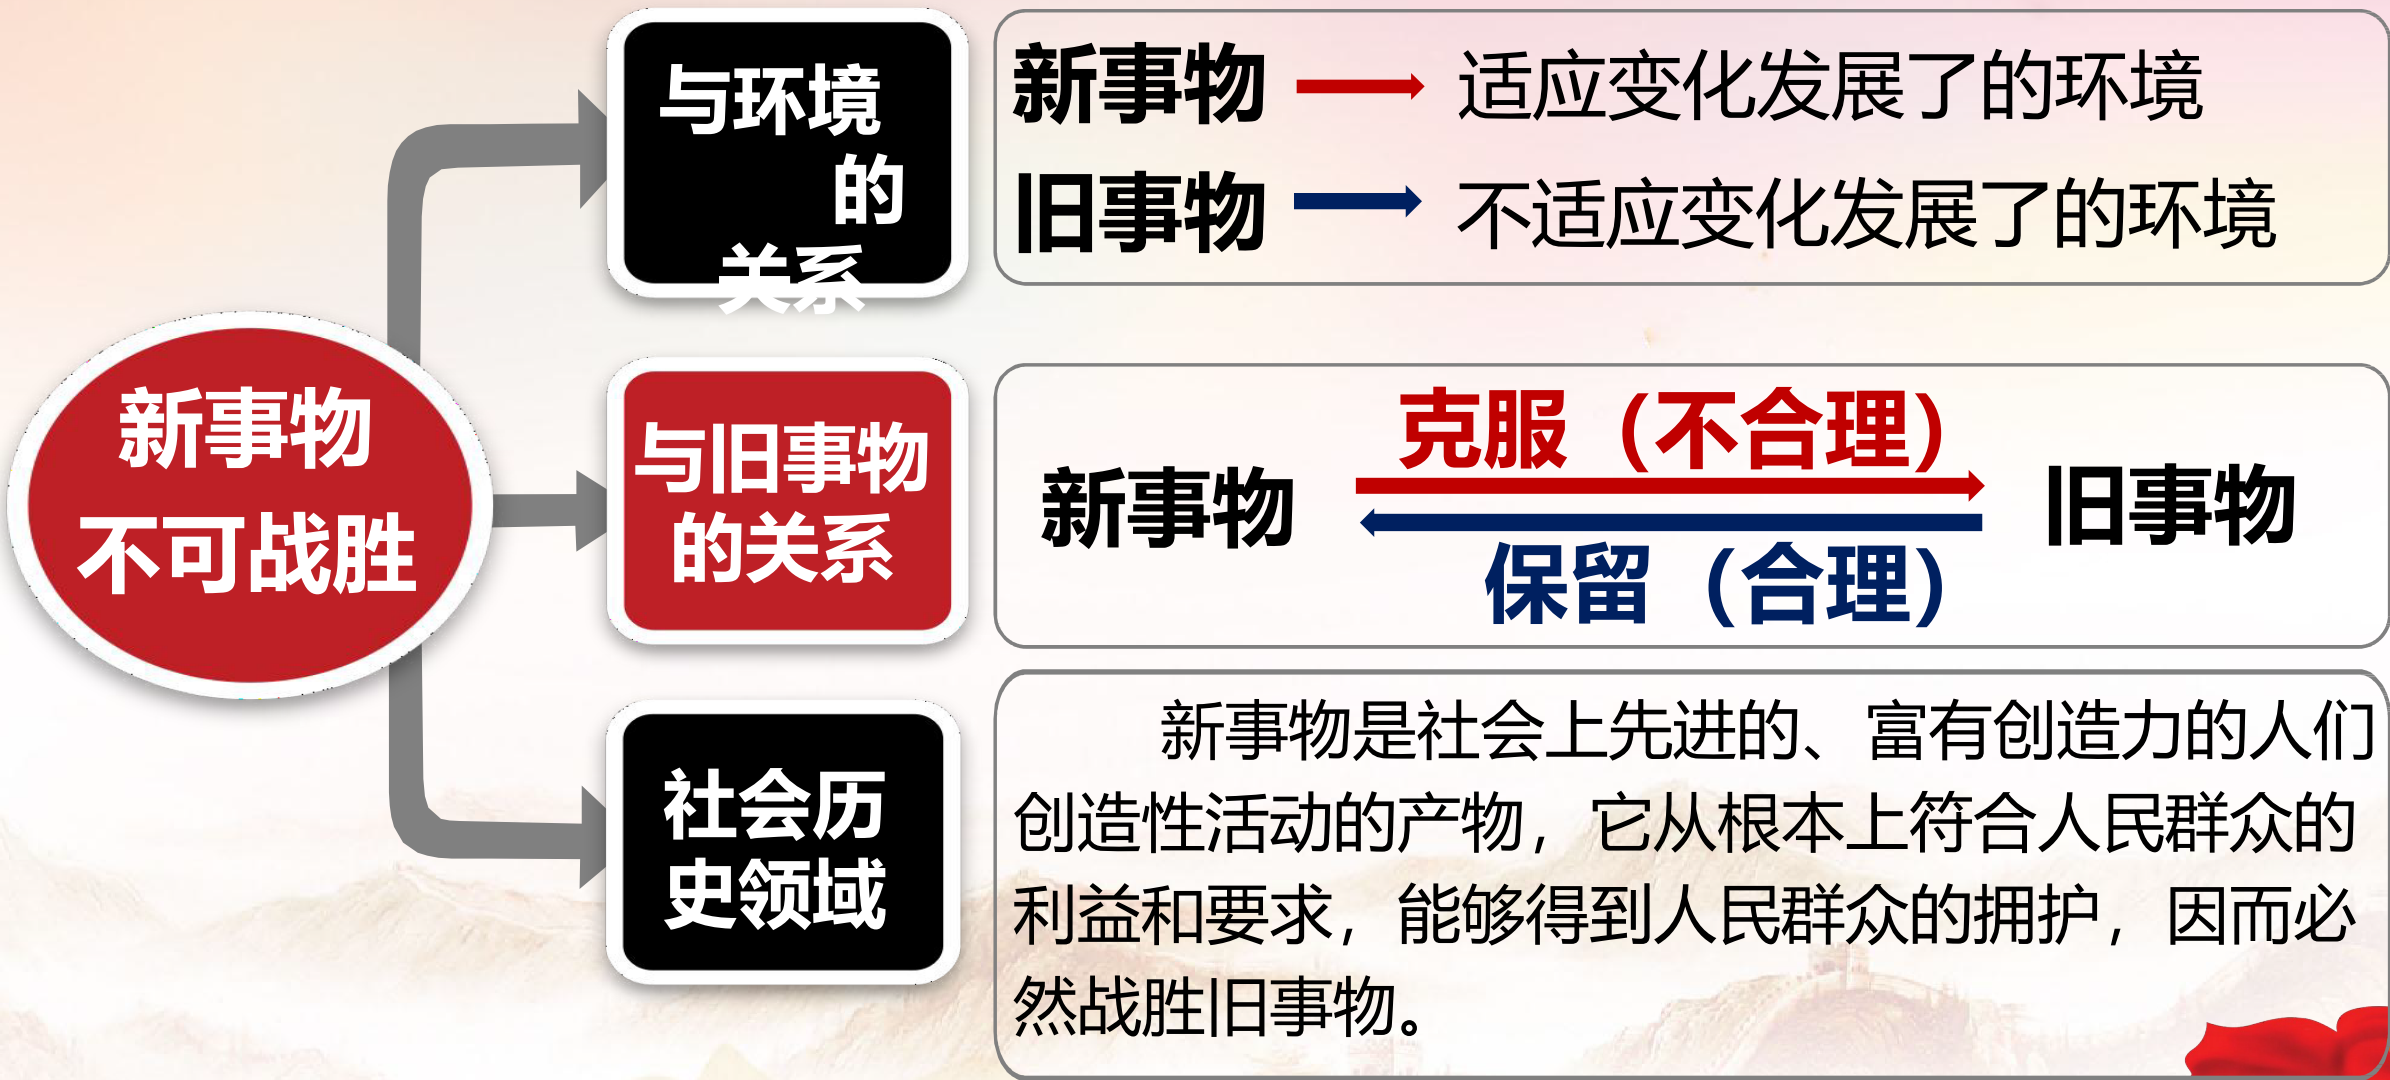 新事物
不可战胜
与环境
的
关系
新事物 适应变化发展了的环境
旧事物 不适应变化发展了的环境
与旧事物
的关系
克服（不合理）
新事物 旧事物
保留（合理）
社会历
史领域
新事物是社会上先进的、富有创造力的人们
创造性活动的产物，它从根本上符合人民群众的
利益和要求，能够得到人民群众的拥护，因而必
然战胜旧事物。